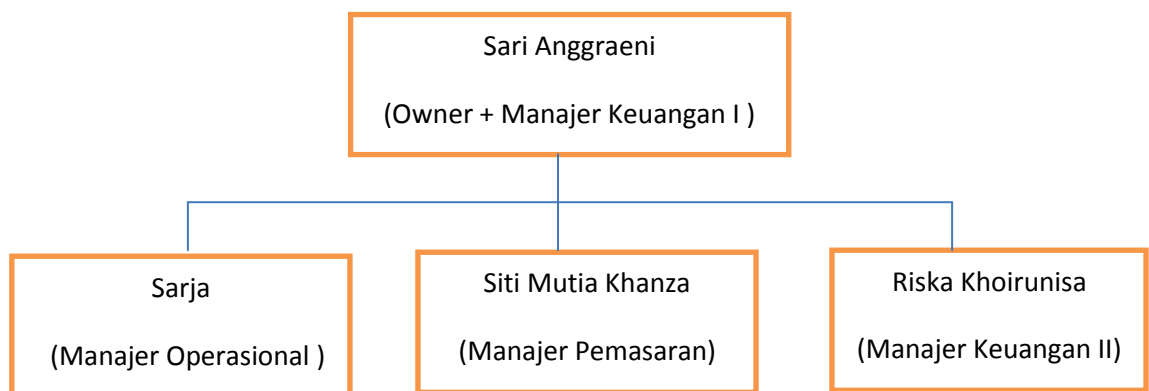 Sari Anggraeni
(Owner + Manajer Keuangan I )
Sarja
(Manajer Operasional )
Siti Mutia Khanza
(Manajer Pemasaran)
Riska Khoirunisa
(Manajer Keuangan II)